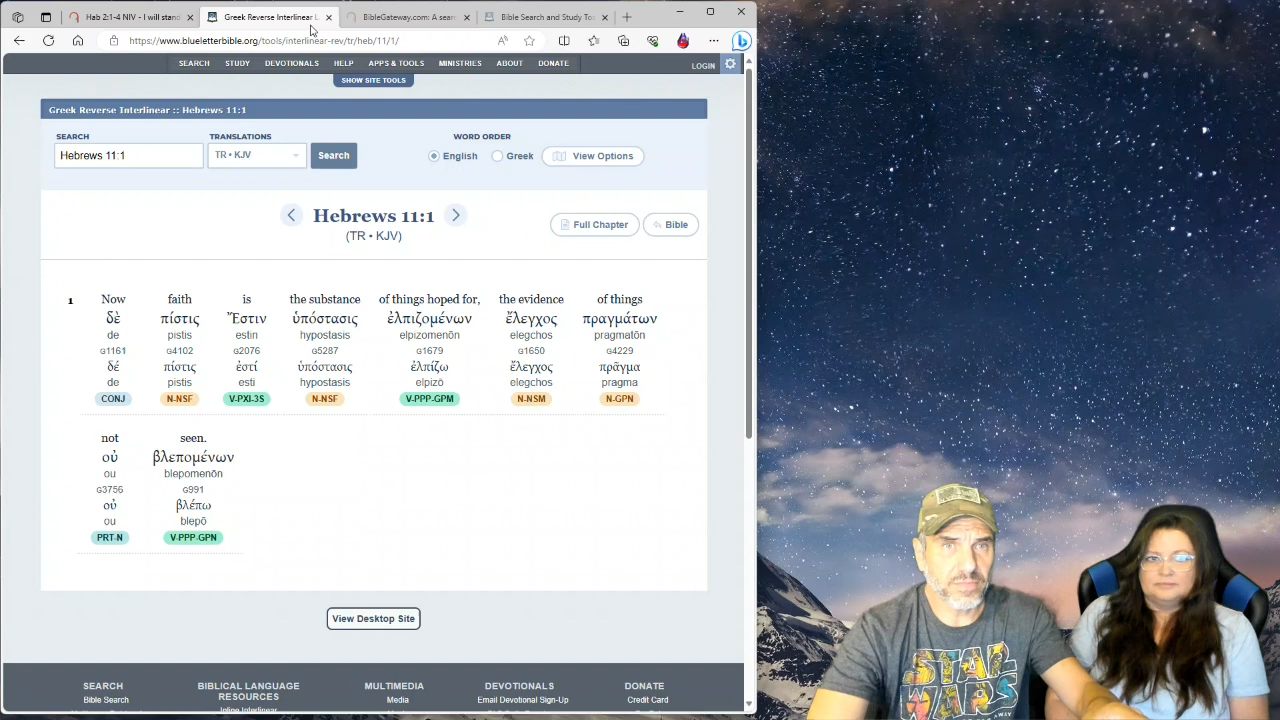 Hab 2:1-4 NIV - I will stand
Greek Reverse Interlinear L
BibleGateway.com: A sear
Bible Search and Study To
https://www.blueletterbible.org/tools/interlinear-rev/tr/heb/11/1/
SEARCH STUDY DEVOTIONALS HELP APPS & TOOLS MINISTRIES ABOUT DONATE LOGIN
SHOW SITE TOOLS
Greek Reverse Interlinear :: Hebrews 11:1
SEARCH TRANSLATIONS WORD ORDER
Hebrews 11:1 TR • KJV Search English Greek View Options
Hebrews 11:1
(TR • KJV)
Full Chapter Bible
1 Now faith is the substance of things hoped for, the evidence of things
δὲ πίστις Ἔστιν ὑπόστασις ἐλπιζομένων ἔλεγχος πραγμάτων
de pistis estin hypostasis elpizomenōn elegchos pragmatōn
G1161 G4102 G2076 G5287 G1679 G1650 G4229
δέ πίστις ἐστί ὑπόστασις ἐλπίζω ἔλεγχος πρᾶγμα
de pistis esti hypostasis elpizō elegchos pragma
CONJ N-NSF V-PXI-3S N-NSF V-PPP-GPM N-NSM N-GPN
not seen.
οὐ βλεπομένων
ou blepomenōn
G3756 G991
οὐ βλέπω
ou blepō
PRT-N V-PPP-GPN
View Desktop Site
SEARCH BIBLICAL LANGUAGE MULTIMEDIA DEVOTIONALS DONATE
RESOURCES
Bible Search Media Email Devotional Sign-Up Credit Card
Inline Interlinear
STAR
WARS